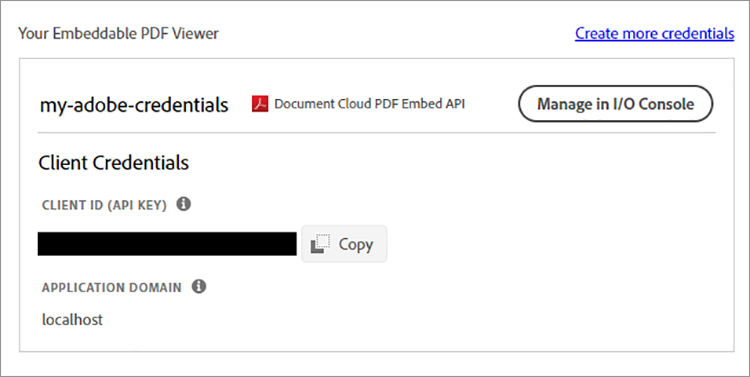 Your Embeddable PDF Viewer
Create more credentials
my-adobe-credentials
Document Cloud PDF Embed API
Manage in I/O Console
Client Credentials
CLIENT ID (API KEY)
Copy
APPLICATION DOMAIN
localhost